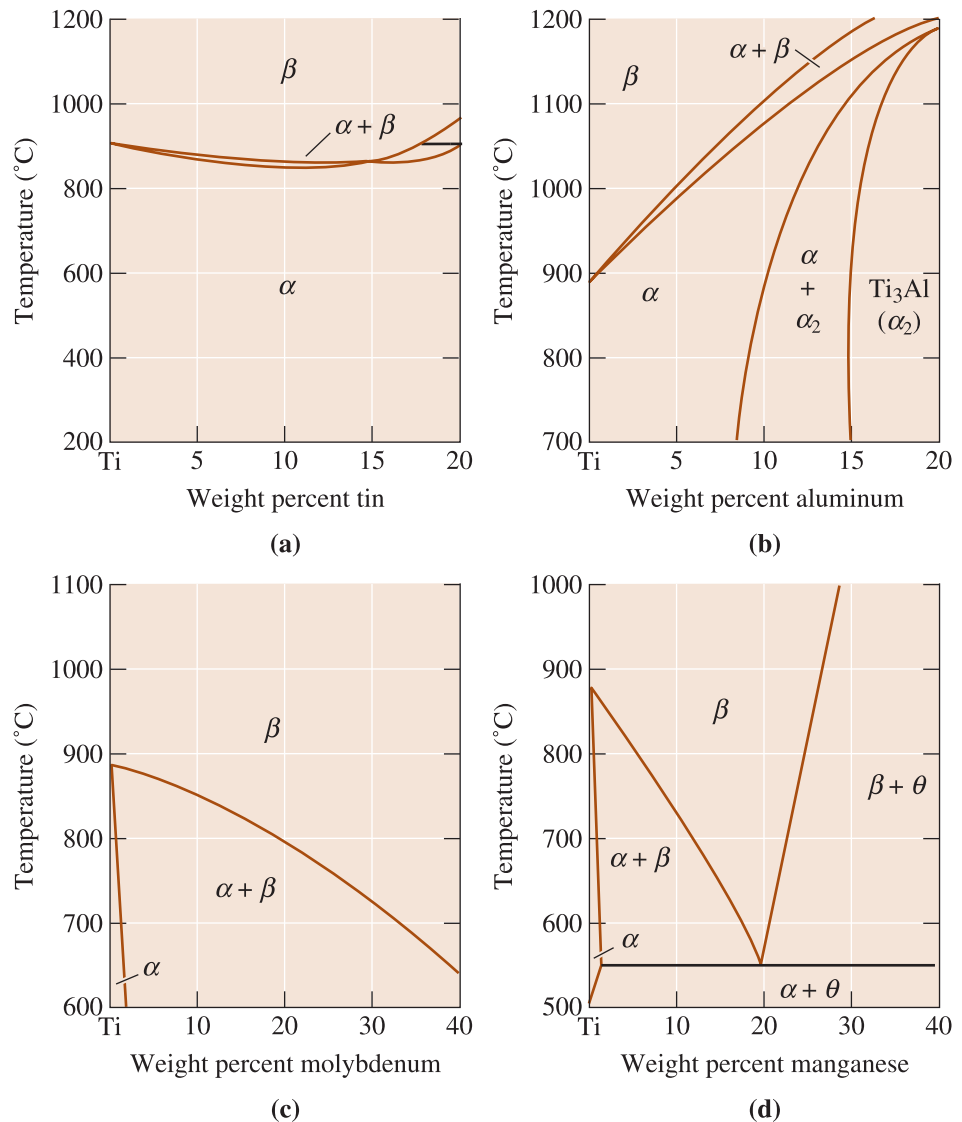 1200
1000
800
600
400
200
Temperature (°C)
β
α + β
α
Ti
5
10
15
20
Weight percent tin
(a)
1200
1100
1000
900
800
700
Temperature (°C)
β
α + β
α
α
+
α₂
Ti₃Al
(α₂)
Ti
5
10
15
20
Weight percent aluminum
(b)
1100
1000
900
800
700
600
Temperature (°C)
β
α + β
α
Ti
10
20
30
40
Weight percent molybdenum
(c)
1000
900
800
700
600
500
Temperature (°C)
β
β + θ
α + β
α
α + θ
Ti
10
20
30
40
Weight percent manganese
(d)